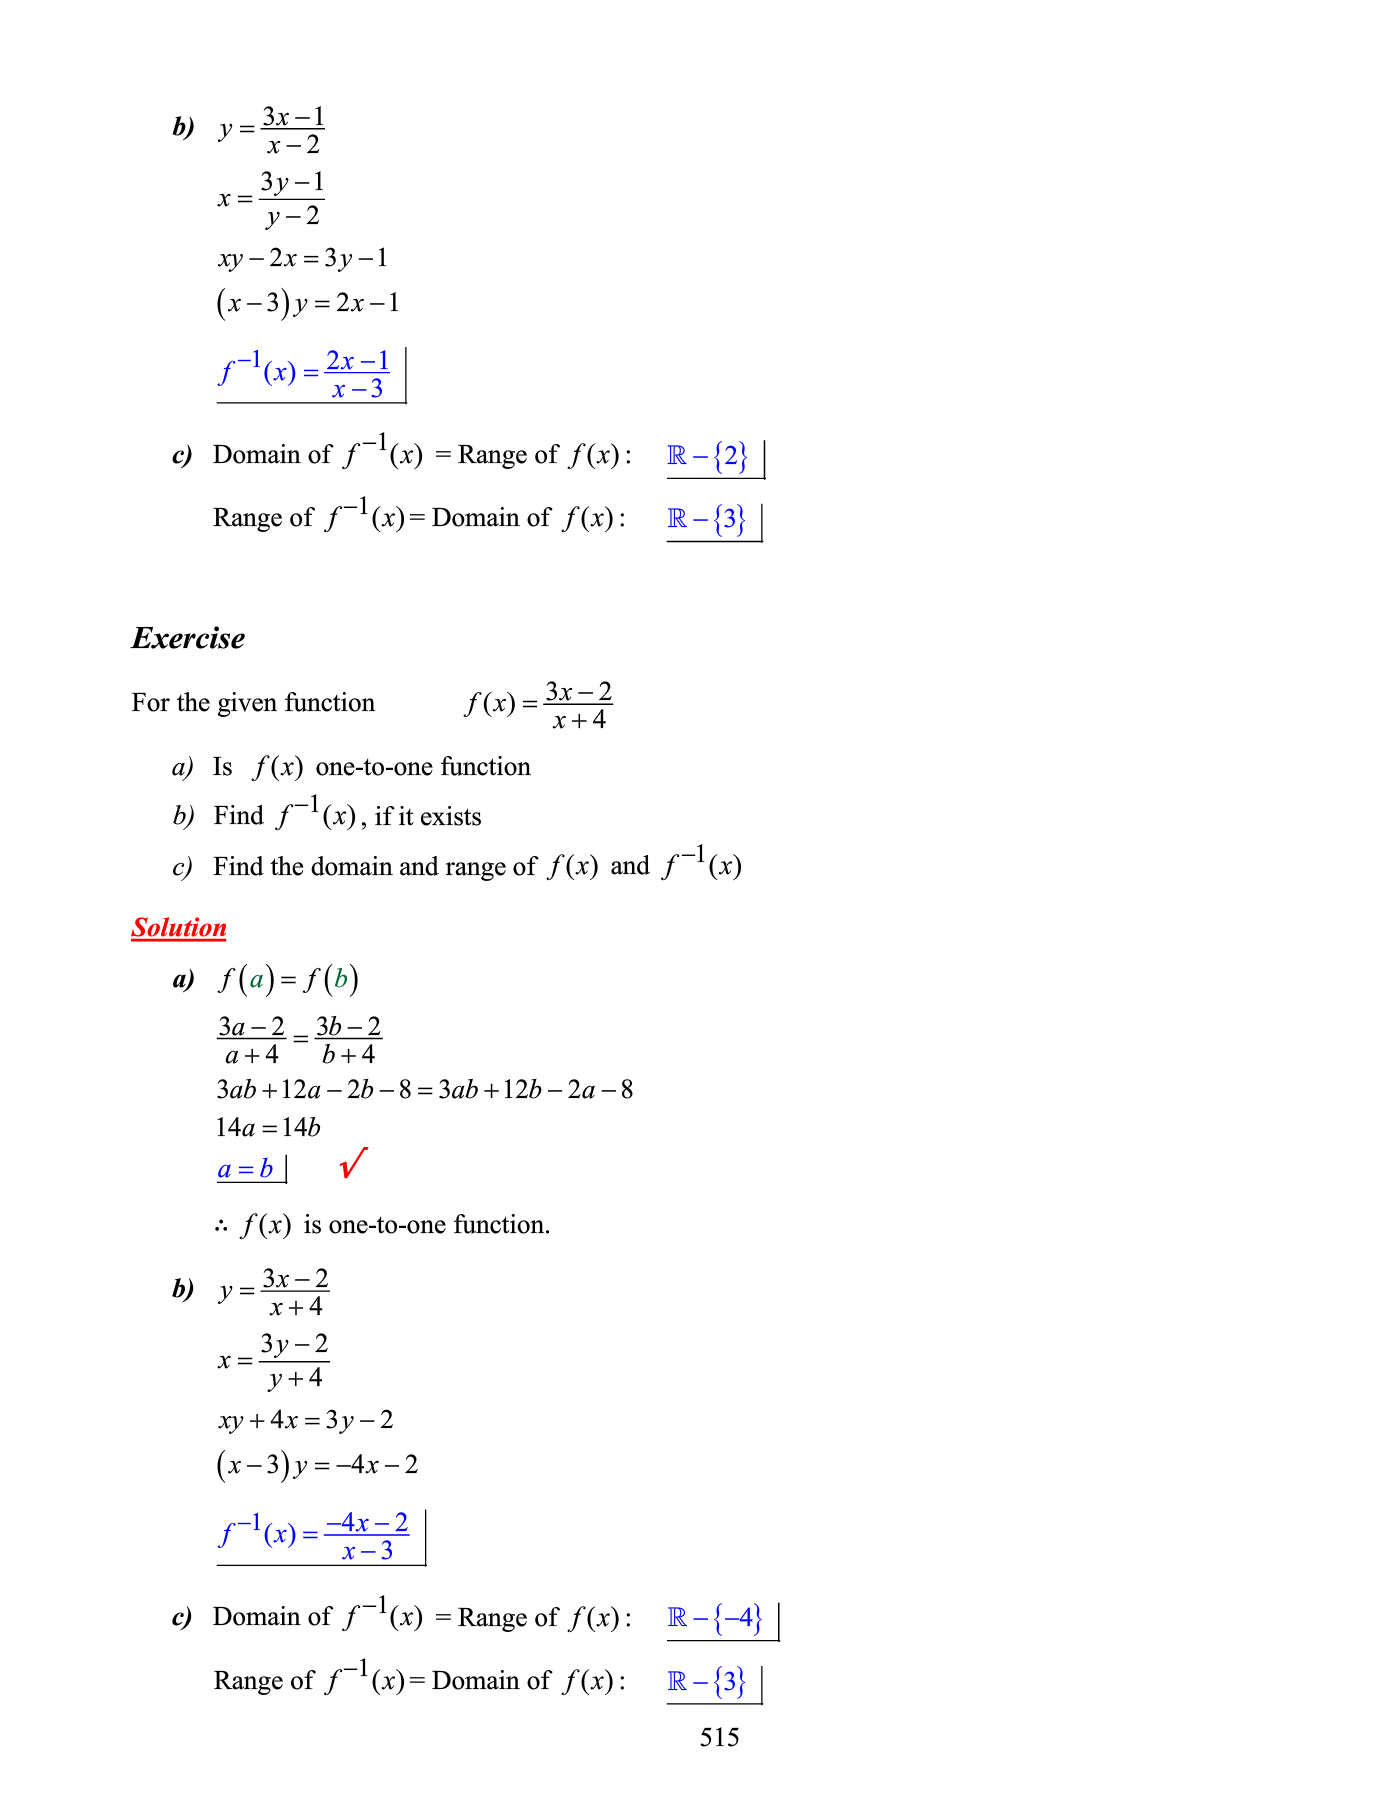 b) y = \frac{3x-1}{x-2}
x = \frac{3y-1}{y-2}
xy − 2x = 3y − 1
(x − 3)y = 2x − 1
f^{-1}(x) = \frac{2x-1}{x-3}
c) Domain of f^{-1}(x) = Range of f(x): ℝ − {2}
Range of f^{-1}(x) = Domain of f(x): ℝ − {3}
Exercise
For the given function f(x) = \frac{3x-2}{x+4}
a) Is f(x) one-to-one function
b) Find f^{-1}(x), if it exists
c) Find the domain and range of f(x) and f^{-1}(x)
Solution
a) f(a) = f(b)
\frac{3a-2}{a+4} = \frac{3b-2}{b+4}
3ab + 12a − 2b − 8 = 3ab + 12b − 2a − 8
14a = 14b
a = b √
∴ f(x) is one-to-one function.
b) y = \frac{3x-2}{x+4}
x = \frac{3y-2}{y+4}
xy + 4x = 3y − 2
(x − 3)y = −4x − 2
f^{-1}(x) = \frac{-4x-2}{x-3}
c) Domain of f^{-1}(x) = Range of f(x): ℝ − {−4}
Range of f^{-1}(x) = Domain of f(x): ℝ − {3}
515